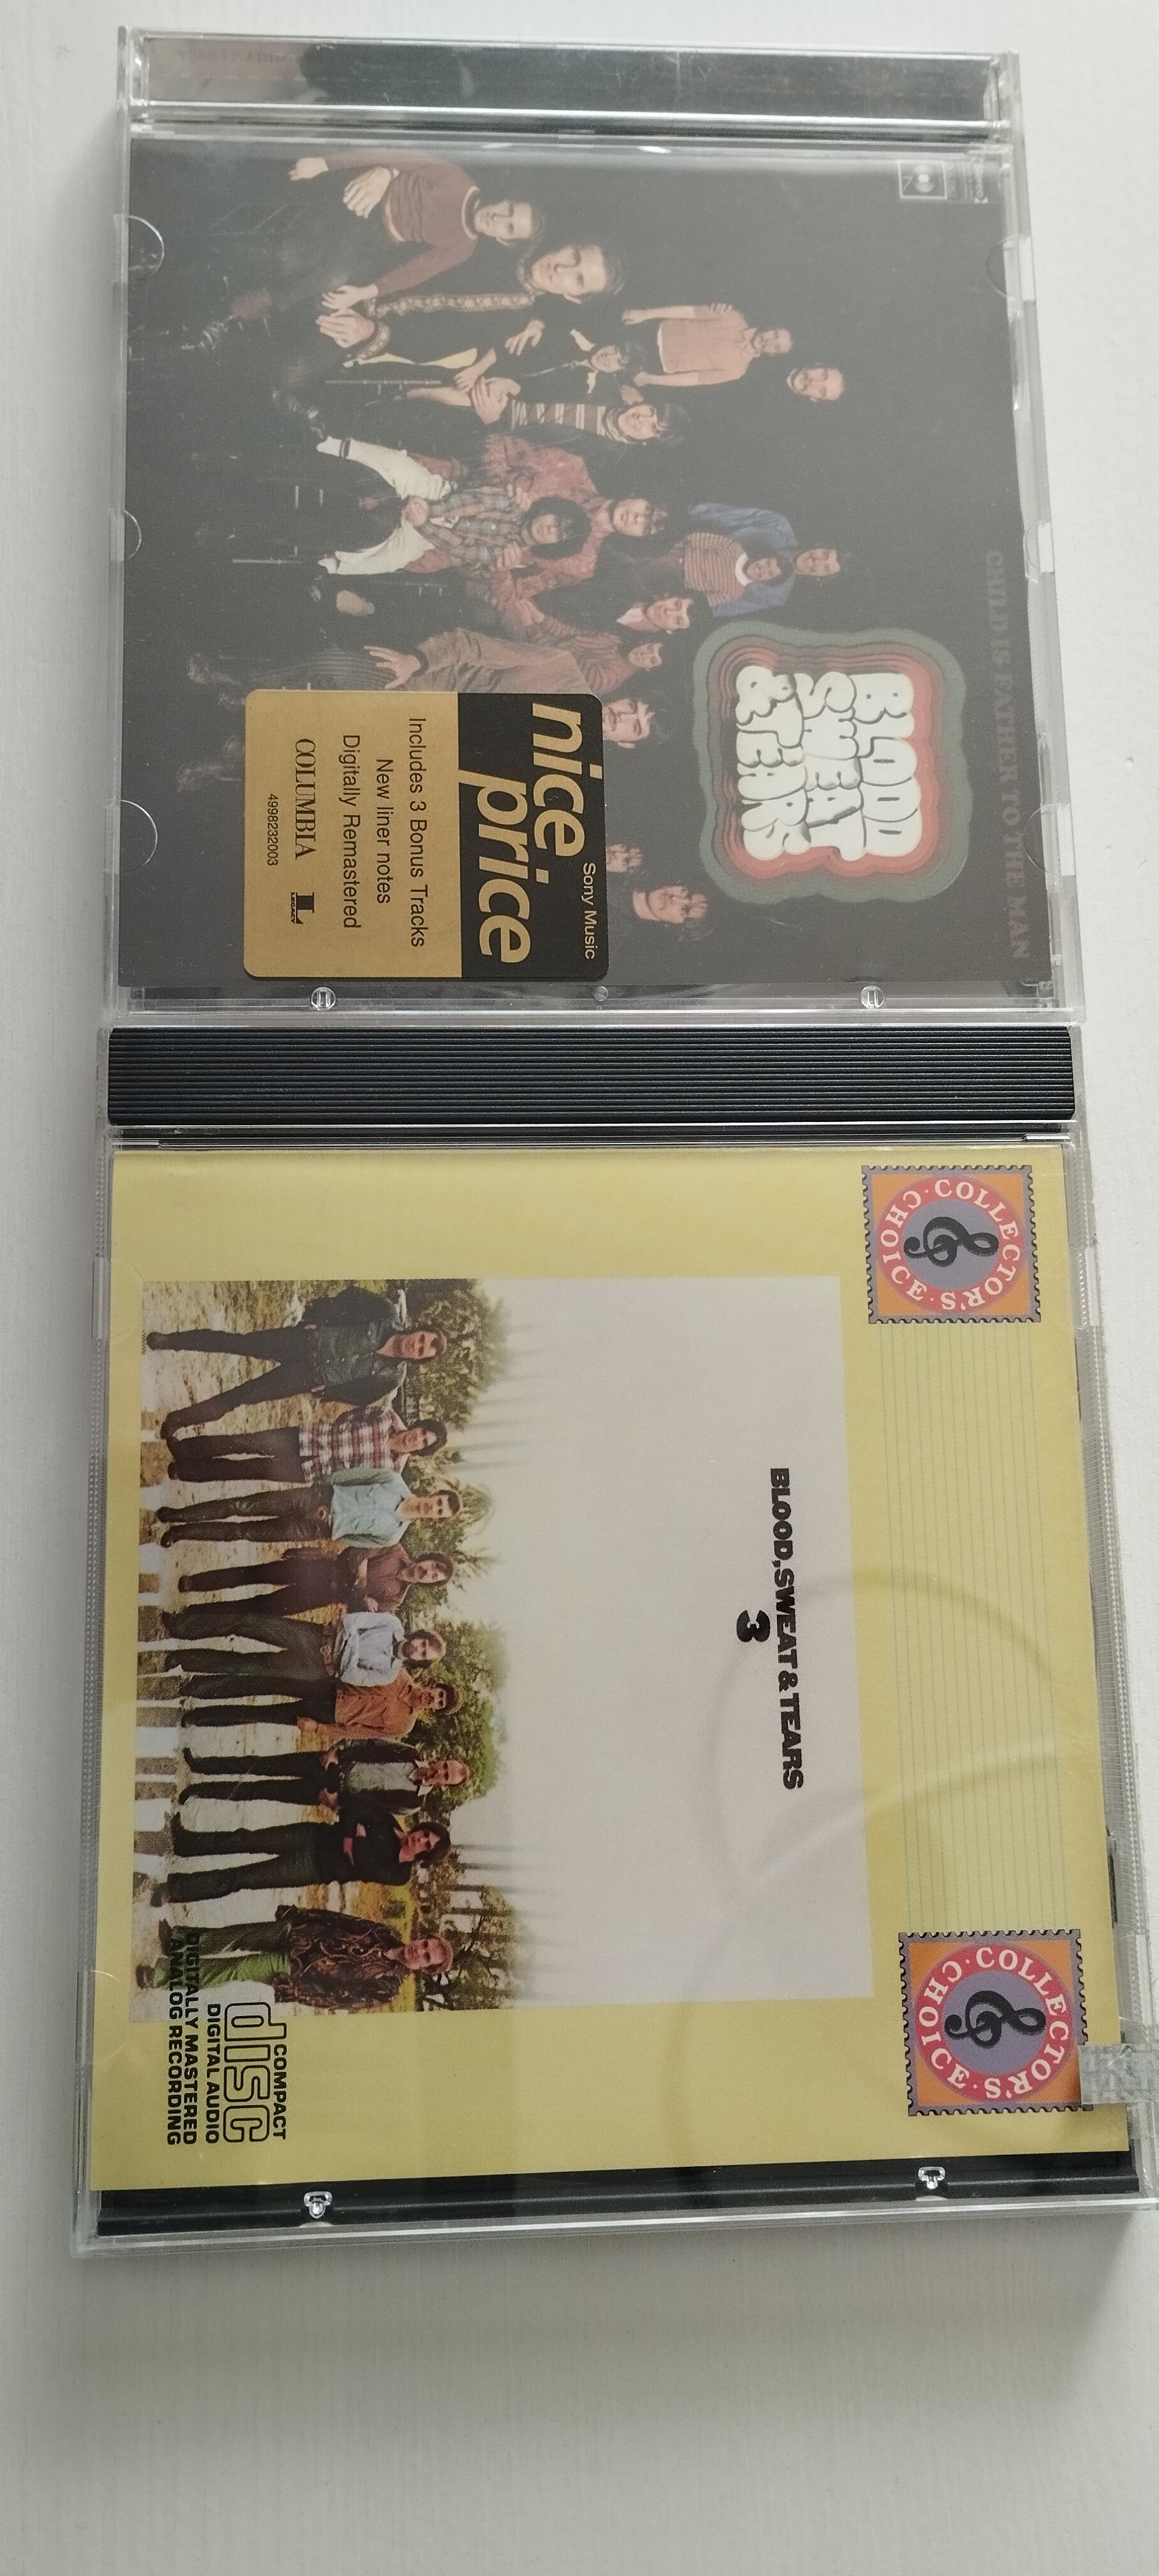 CHILD IS FATHER TO THE MAN
BLOOD
SWEAT
& TEARS
Sony Music
nice
price
Includes 3 Bonus Tracks
New liner notes
Digitally Remastered
COLUMBIA
L
LEGACY
4998232003
COLLECTOR'S · CHOICE ·
COLLECTOR'S · CHOICE ·
BLOOD, SWEAT & TEARS
3
COMPACT
disc
DIGITAL AUDIO
DIGITALLY MASTERED
ANALOG RECORDING